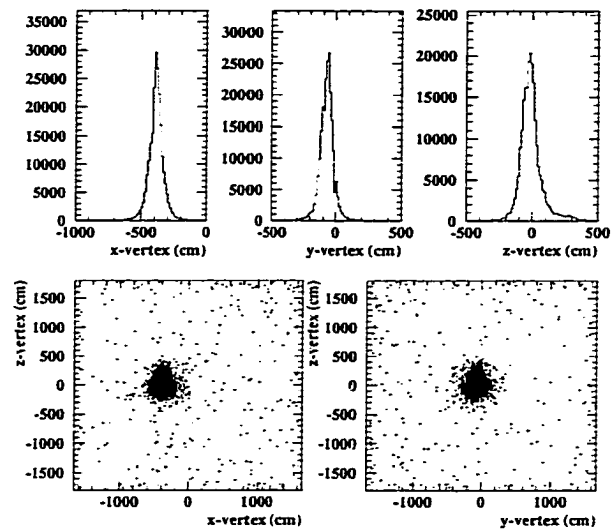 35000
30000
25000
20000
15000
10000
5000
0
-1000 -500 0
x-vertex (cm)
30000
25000
20000
15000
10000
5000
0
-500 0 500
y-vertex (cm)
25000
20000
15000
10000
5000
0
-500 0 500
z-vertex (cm)
z-vertex (cm)
1500
1000
500
0
-500
-1000
-1500
-1000 0 1000
x-vertex (cm)
z-vertex (cm)
1500
1000
500
0
-500
-1000
-1500
-1000 0 1000
y-vertex (cm)